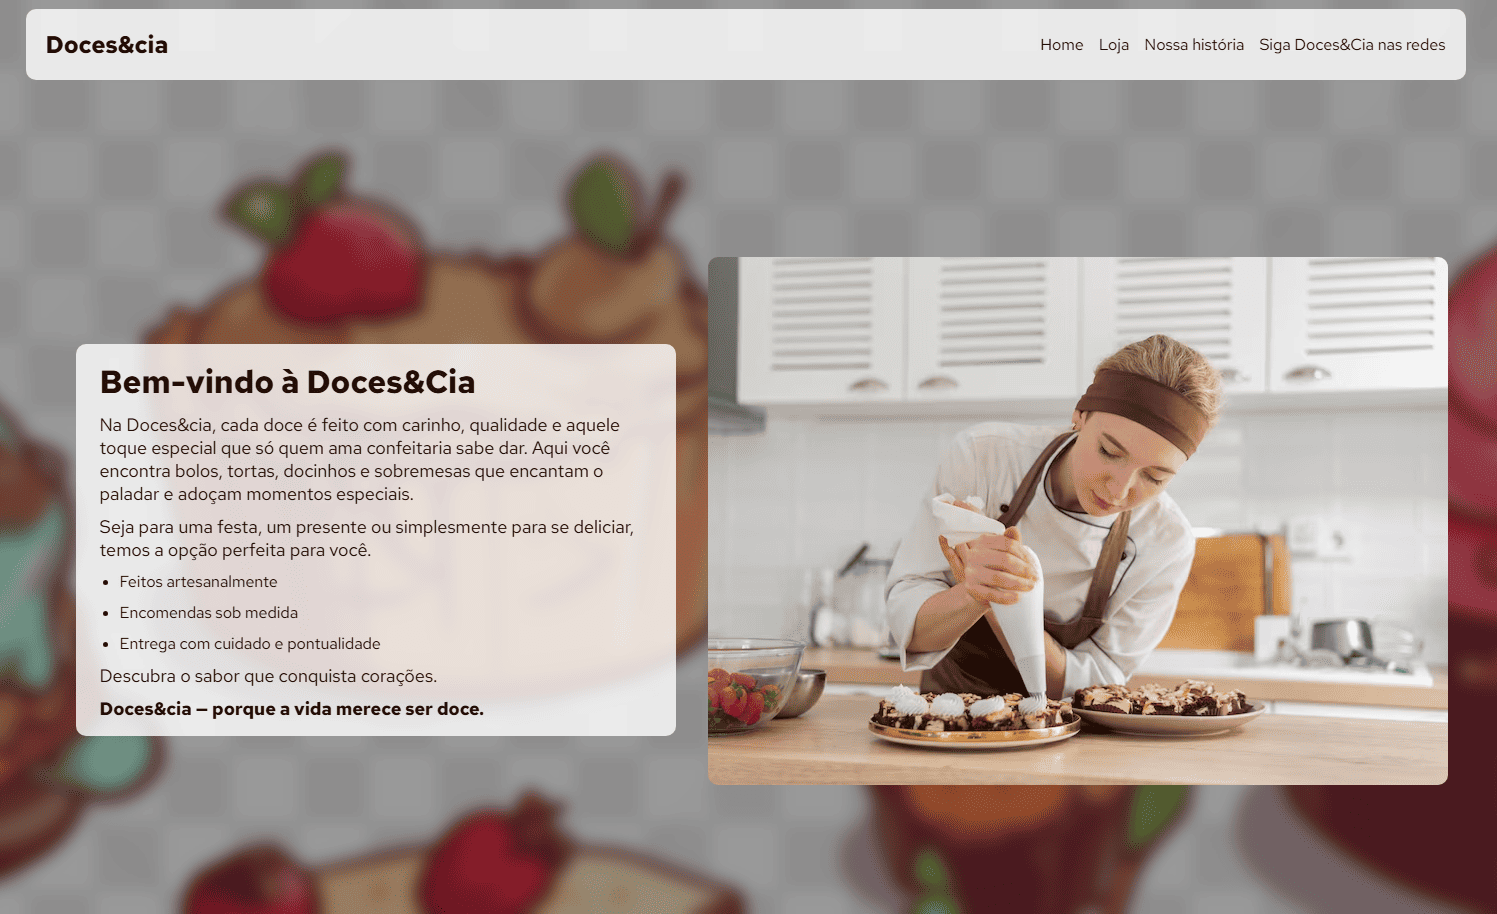 Doces&cia
Home Loja Nossa história Siga Doces&Cia nas redes
Bem-vindo à Doces&Cia
Na Doces&cia, cada doce é feito com carinho, qualidade e aquele
toque especial que só quem ama confeitaria sabe dar. Aqui você
encontra bolos, tortas, docinhos e sobremesas que encantam o
paladar e adoçam momentos especiais.
Seja para uma festa, um presente ou simplesmente para se deliciar,
temos a opção perfeita para você.
• Feitos artesanalmente
• Encomendas sob medida
• Entrega com cuidado e pontualidade
Descubra o sabor que conquista corações.
Doces&cia – porque a vida merece ser doce.